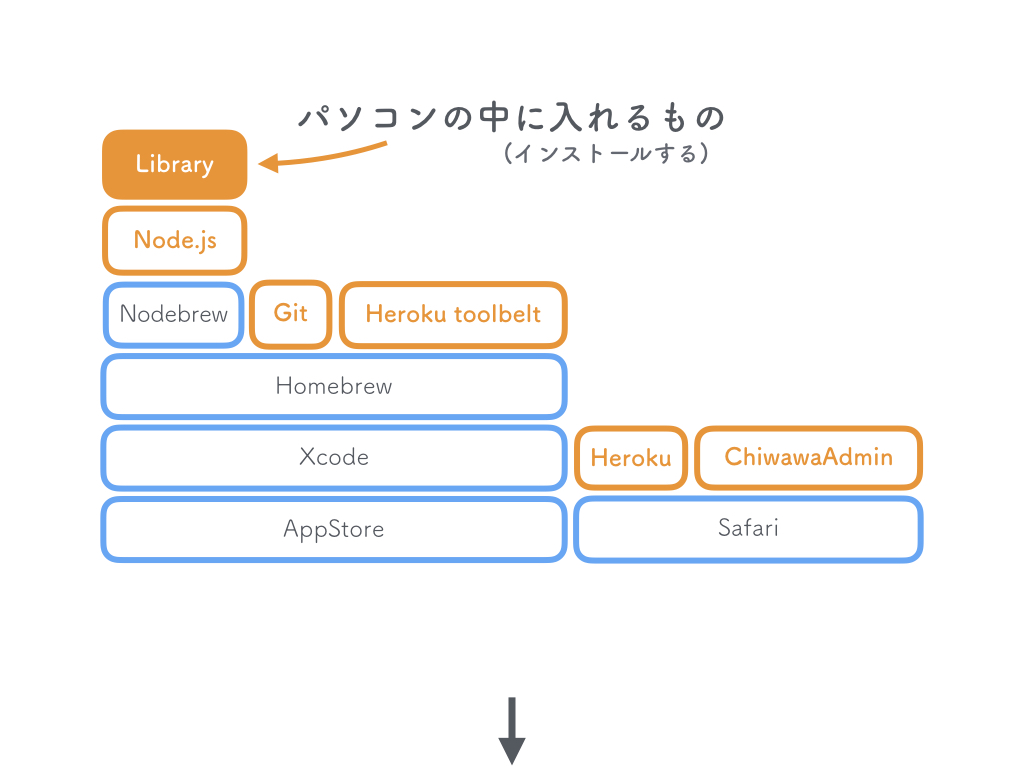 パソコンの中に入れるもの
(インストールする)
Library
Node.js
Nodebrew
Git
Heroku toolbelt
Homebrew
Xcode
Heroku
ChiwawaAdmin
AppStore
Safari